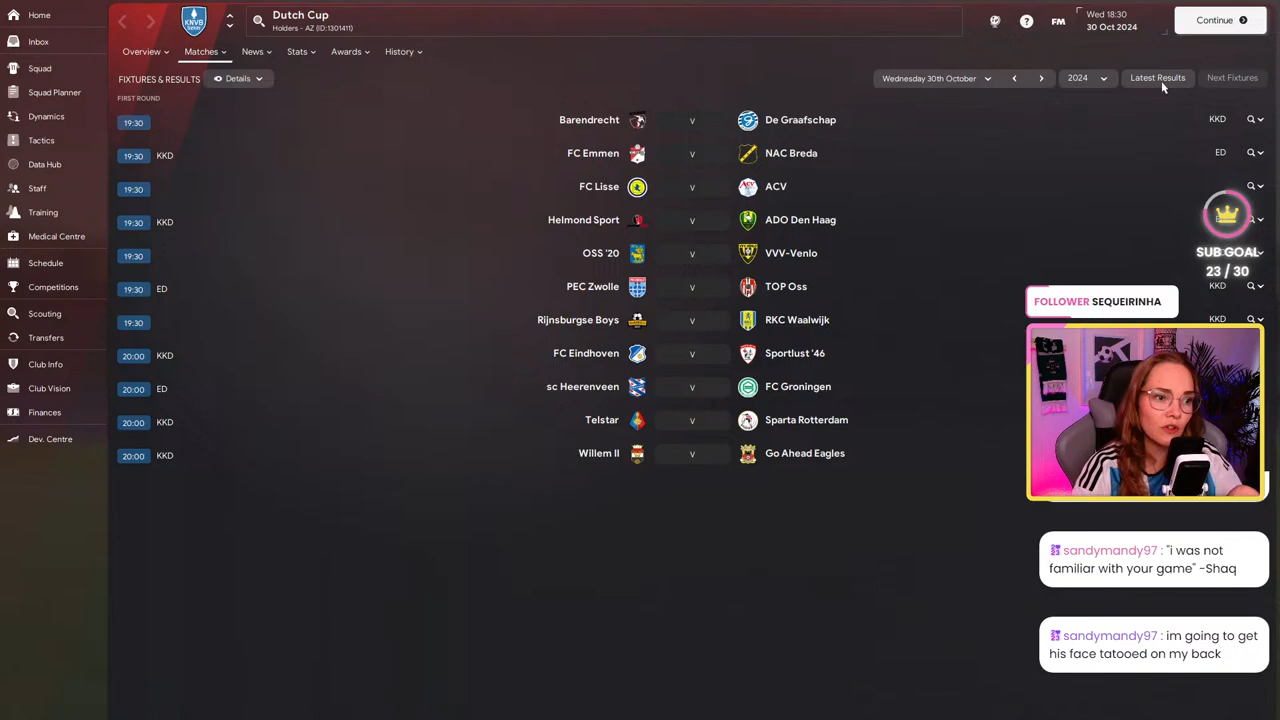 Home
Inbox
Squad
Squad Planner
Dynamics
Tactics
Data Hub
Staff
Training
Medical Centre
Schedule
Competitions
Scouting
Transfers
Club Info
Club Vision
Finances
Dev. Centre
KNVB
Beker
Dutch Cup
Holders - AZ (ID:1301411)
FM
Wed 18:30
30 Oct 2024
Continue
Overview Matches News Stats Awards History
FIXTURES & RESULTS Details
Wednesday 30th October 2024 Latest Results Next Fixtures
FIRST ROUND
19:30 Barendrecht v De Graafschap KKD
19:30 KKD FC Emmen v NAC Breda ED
19:30 FC Lisse v ACV
19:30 KKD Helmond Sport v ADO Den Haag
19:30 OSS '20 v VVV-Venlo
19:30 ED PEC Zwolle v TOP Oss KKD
19:30 Rijnsburgse Boys v RKC Waalwijk KKD
20:00 KKD FC Eindhoven v Sportlust '46
20:00 ED sc Heerenveen v FC Groningen
20:00 KKD Telstar v Sparta Rotterdam
20:00 KKD Willem II v Go Ahead Eagles
SUB GOAL
23 / 30
FOLLOWER SEQUEIRINHA
sandymandy97 : "i was not
familiar with your game" -Shaq
sandymandy97 : im going to get
his face tatooed on my back